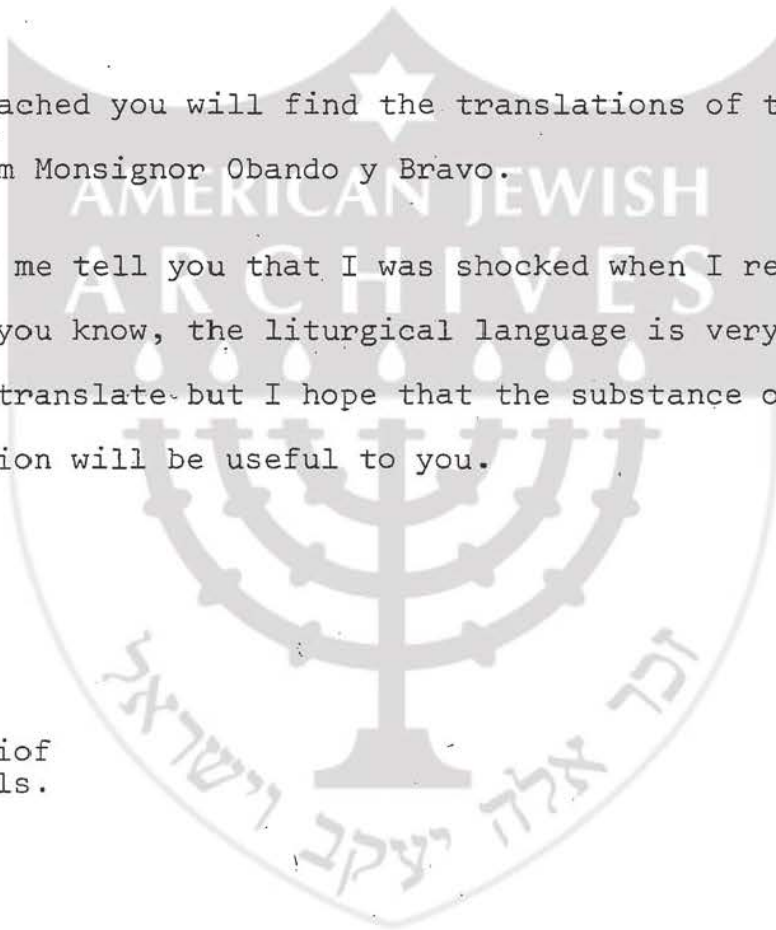 ached you will find the translations of t
m Monsignor Obando y Bravo.
AMERICAN JEWISH
me tell you that I was shocked when I re
ARCHIVES
you know, the liturgical language is very
translate but I hope that the substance o
ion will be useful to you.
iof
ls.
זכר אלה יעקב וישראל